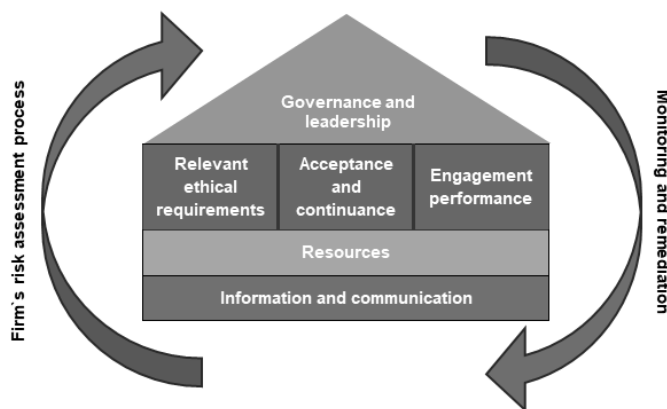 Firm`s risk assessment process
Governance and
leadership
Relevant
ethical
requirements
Acceptance
and
continuance
Engagement
performance
Resources
Information and communication
Monitoring and remediation